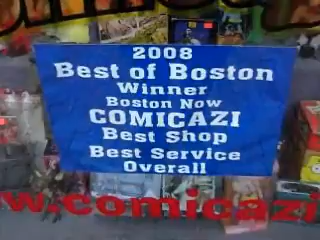 2008
Best of Boston
Winner
Boston Now
COMICAZI
Best Shop
Best Service
Overall
w.comicazi